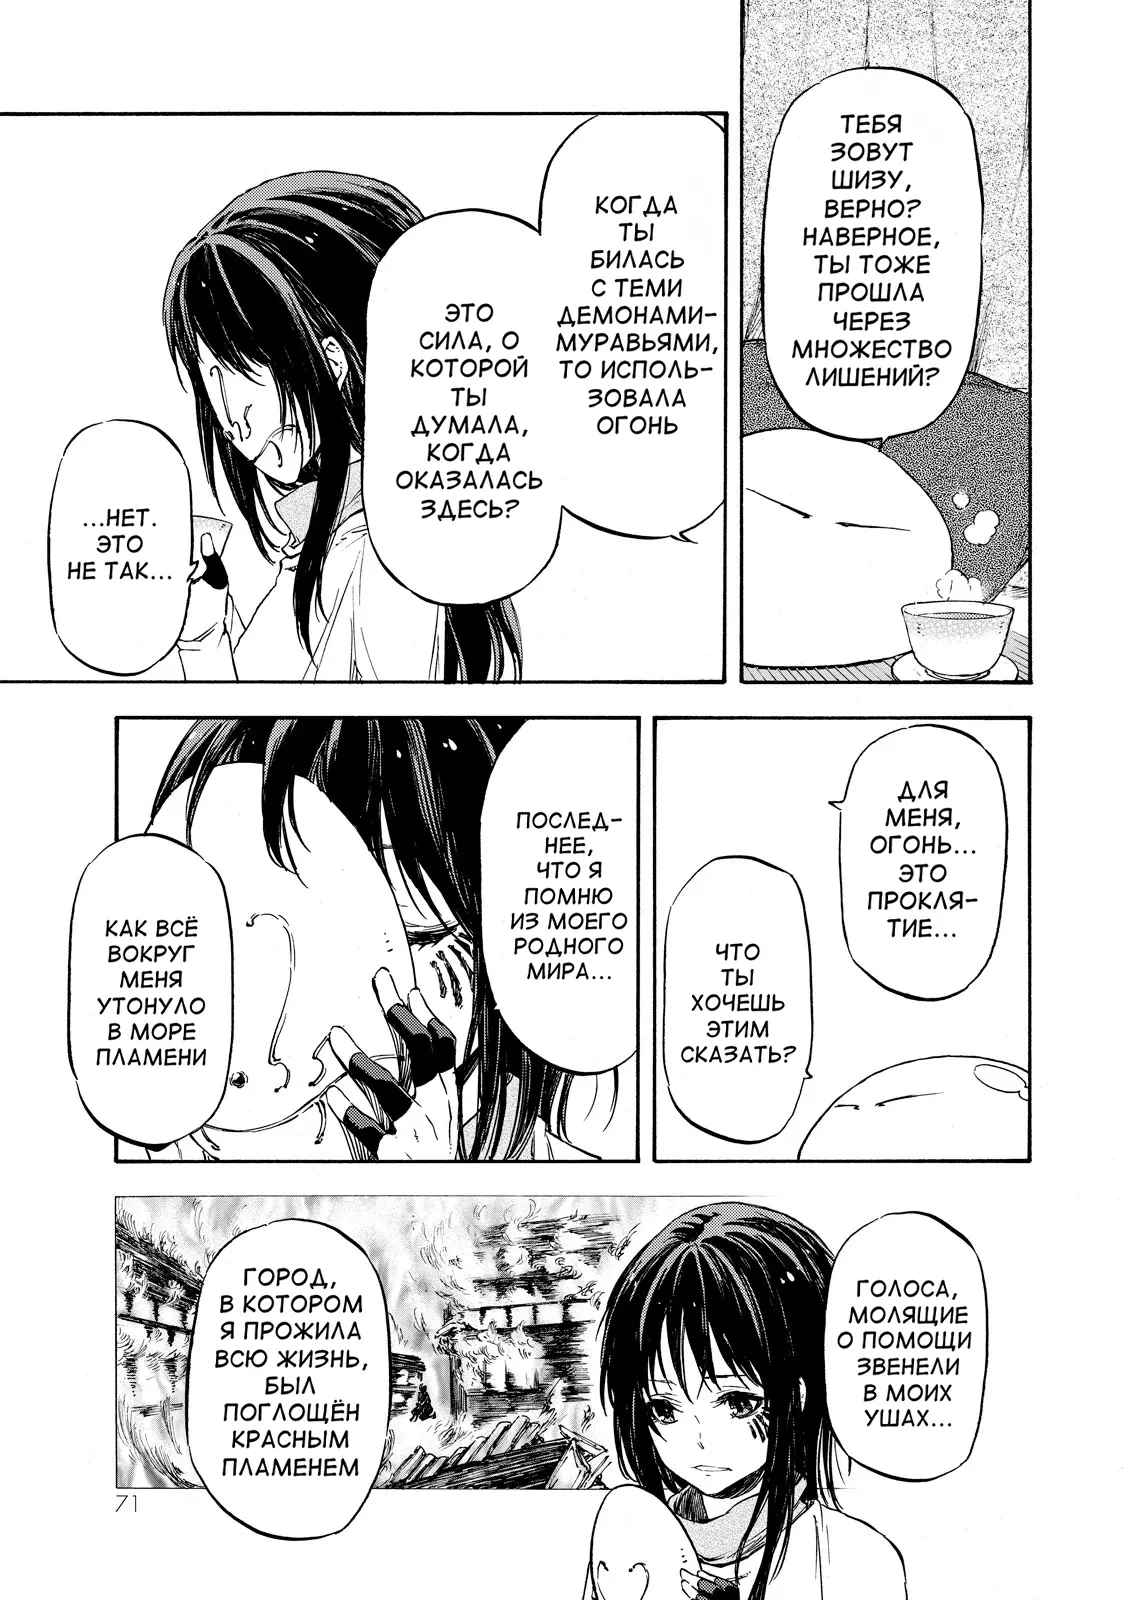 ТЕБЯ
ЗОВУТ
ШИЗУ,
ВЕРНО?
НАВЕРНОЕ,
ТЫ ТОЖЕ
ПРОШЛА
ЧЕРЕЗ
МНОЖЕСТВО
ЛИШЕНИЙ?
КОГДА
ТЫ
БИЛАСЬ
С ТЕМИ
ДЕМОНАМИ-
МУРАВЬЯМИ,
ТО ИСПОЛЬ-
ЗОВАЛА
ОГОНЬ
ЭТО
СИЛА, О
КОТОРОЙ
ТЫ
ДУМАЛА,
КОГДА
ОКАЗАЛАСЬ
ЗДЕСЬ?
...НЕТ.
ЭТО
НЕ ТАК...
ДЛЯ
МЕНЯ,
ОГОНЬ...
ЭТО
ПРОКЛЯ-
ТИЕ...
ЧТО
ТЫ
ХОЧЕШЬ
ЭТИМ
СКАЗАТЬ?
ПОСЛЕД-
НЕЕ,
ЧТО Я
ПОМНЮ
ИЗ МОЕГО
РОДНОГО
МИРА...
КАК ВСЁ
ВОКРУГ
МЕНЯ
УТОНУЛО
В МОРЕ
ПЛАМЕНИ
ГОЛОСА,
МОЛЯЩИЕ
О ПОМОЩИ
ЗВЕНЕЛИ
В МОИХ
УШАХ...
ГОРОД,
В КОТОРОМ
Я ПРОЖИЛА
ВСЮ ЖИЗНЬ,
БЫЛ
ПОГЛОЩЁН
КРАСНЫМ
ПЛАМЕНЕМ
71